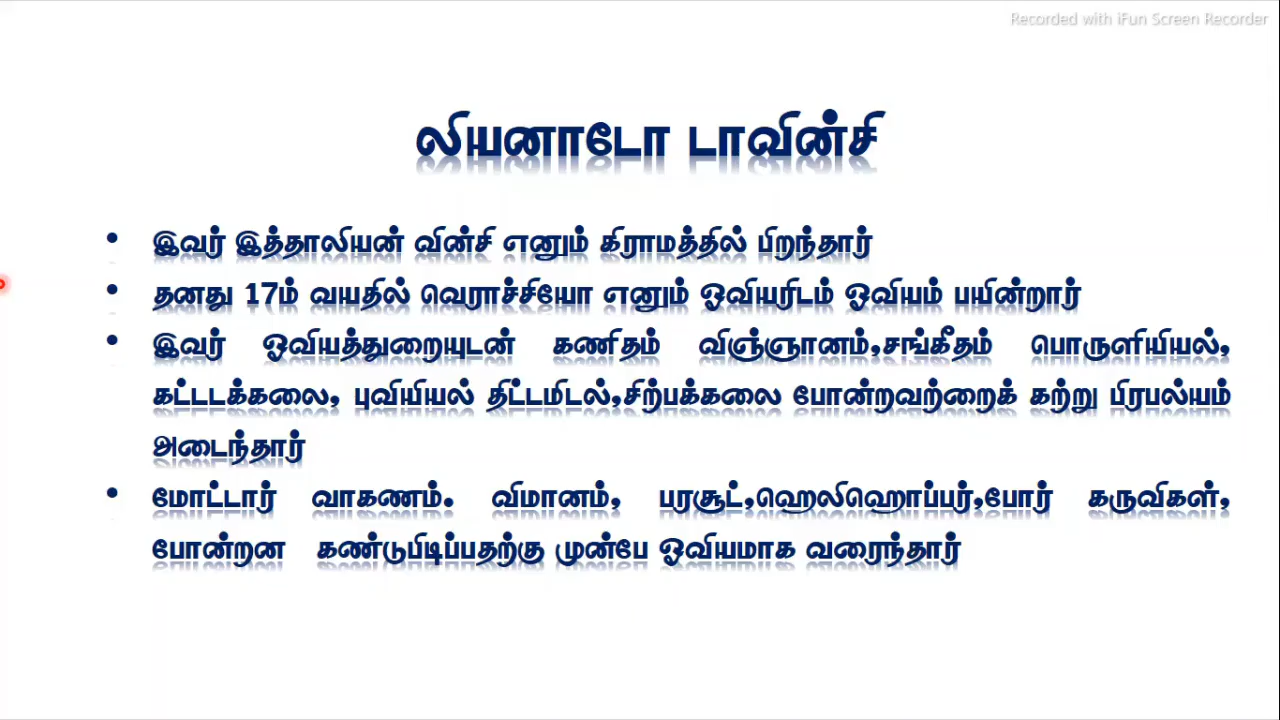 Recorded with iFun Screen Recorder
லியனாடோ டாவின்சி
• இவர் இத்தாலியன் வின்சி எனும் கிராமத்தில் பிறந்தார்
• தனது 17ம் வயதில் வெராச்சியோ எனும் ஓவியரிடம் ஓவியம் பயின்றார்
• இவர் ஓவியத்துறையுடன் கணிதம் விஞ்ஞானம்,சங்கீதம் பொருளியியல்,
கட்டடக்கலை, புவியியல் திட்டமிடல்,சிற்பக்கலை போன்றவற்றைக் கற்று பிரபல்யம்
அடைந்தார்
• மோட்டார் வாகணம். விமானம், பரசூட்,ஹெலிஹொப்பர்,போர் கருவிகள்,
போன்றன கண்டுபிடிப்பதற்கு முன்பே ஓவியமாக வரைந்தார்